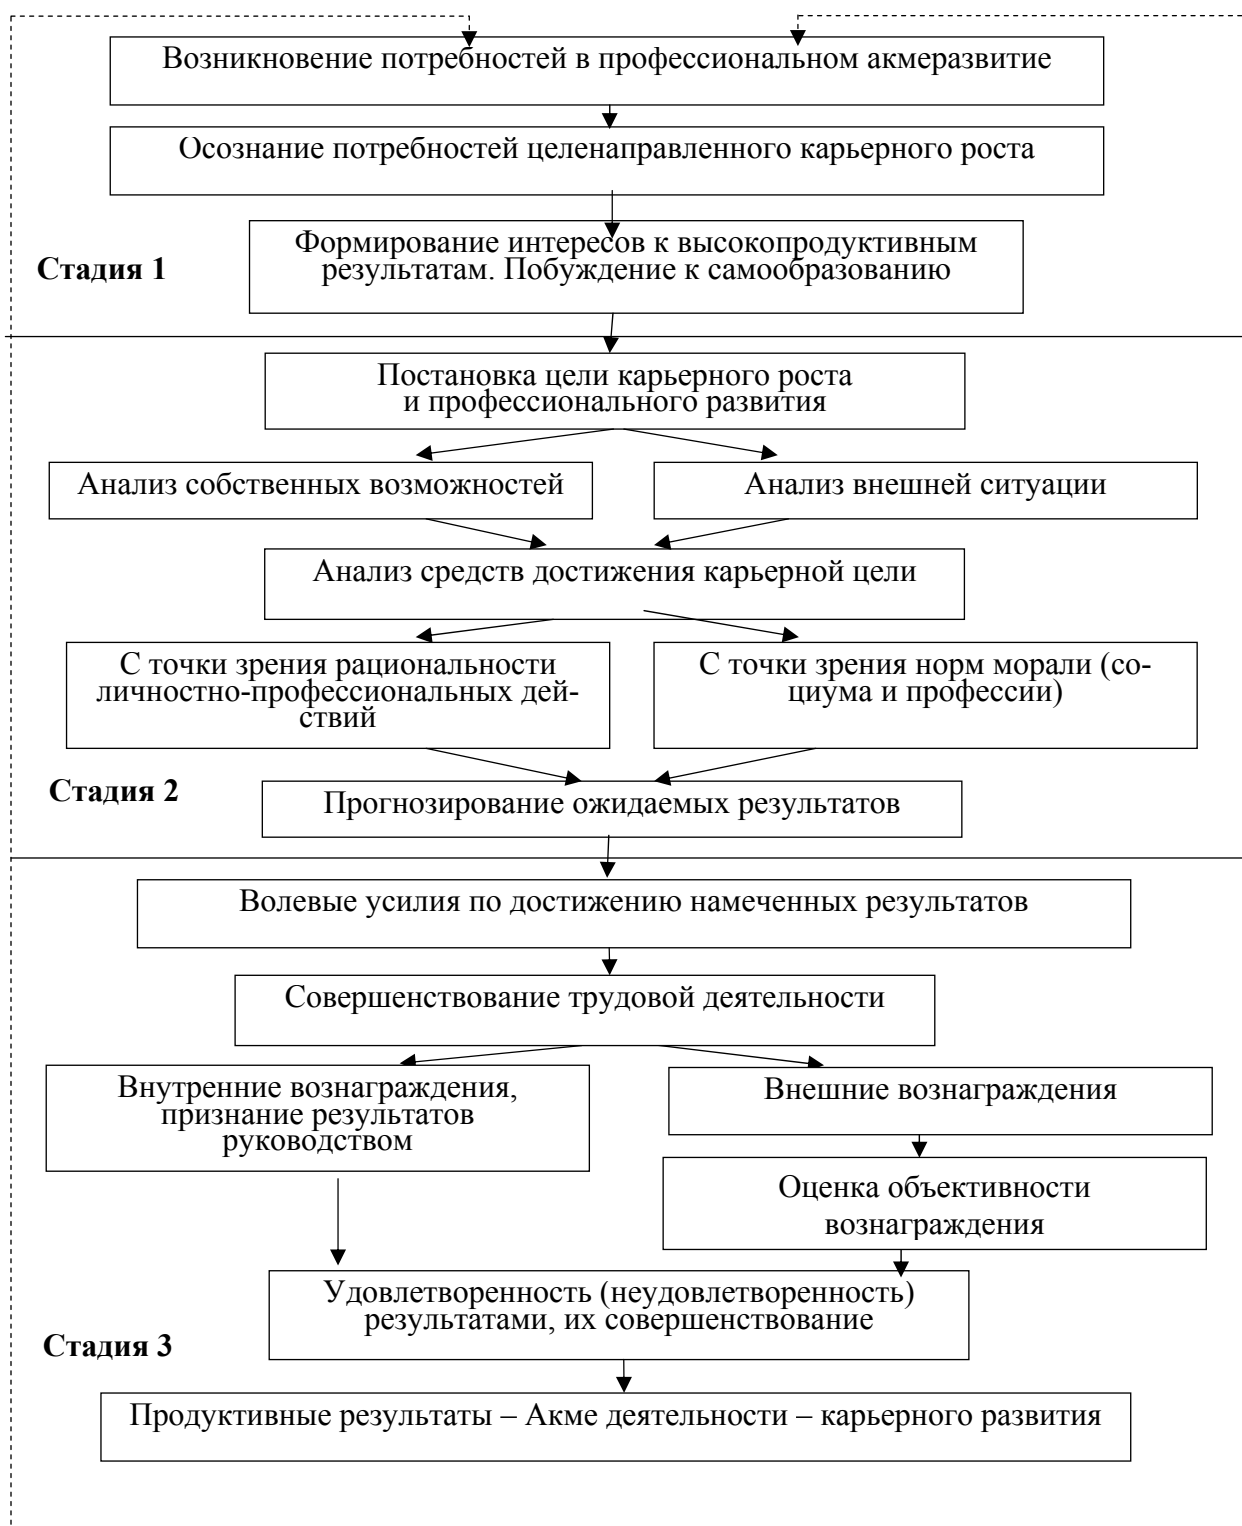 Возникновение потребностей в профессиональном акмеразвитие
Осознание потребностей целенаправленного карьерного роста
Формирование интересов к высокопродуктивным
результатам. Побуждение к самообразованию
Стадия 1
Постановка цели карьерного роста
и профессионального развития
Анализ собственных возможностей
Анализ внешней ситуации
Анализ средств достижения карьерной цели
С точки зрения рациональности
личностно-профессиональных дей-
ствий
С точки зрения норм морали (со-
циума и профессии)
Стадия 2
Прогнозирование ожидаемых результатов
Волевые усилия по достижению намеченных результатов
Совершенствование трудовой деятельности
Внутренние вознаграждения,
признание результатов
руководством
Внешние вознаграждения
Оценка объективности
вознаграждения
Удовлетворенность (неудовлетворенность)
результатами, их совершенствование
Стадия 3
Продуктивные результаты – Акме деятельности – карьерного развития